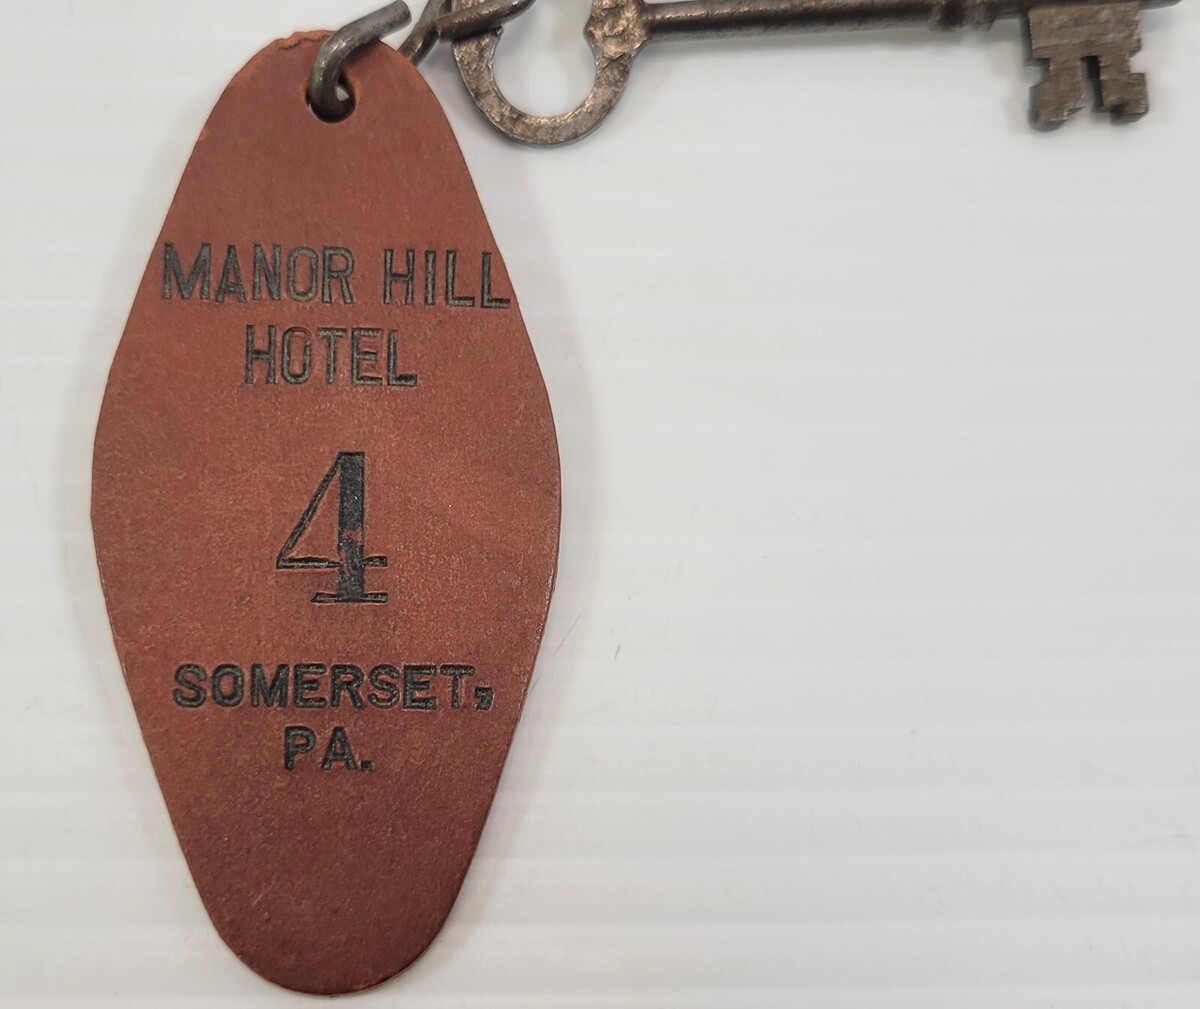 MANOR HILL
HOTEL
4
SOMERSET,
PA.